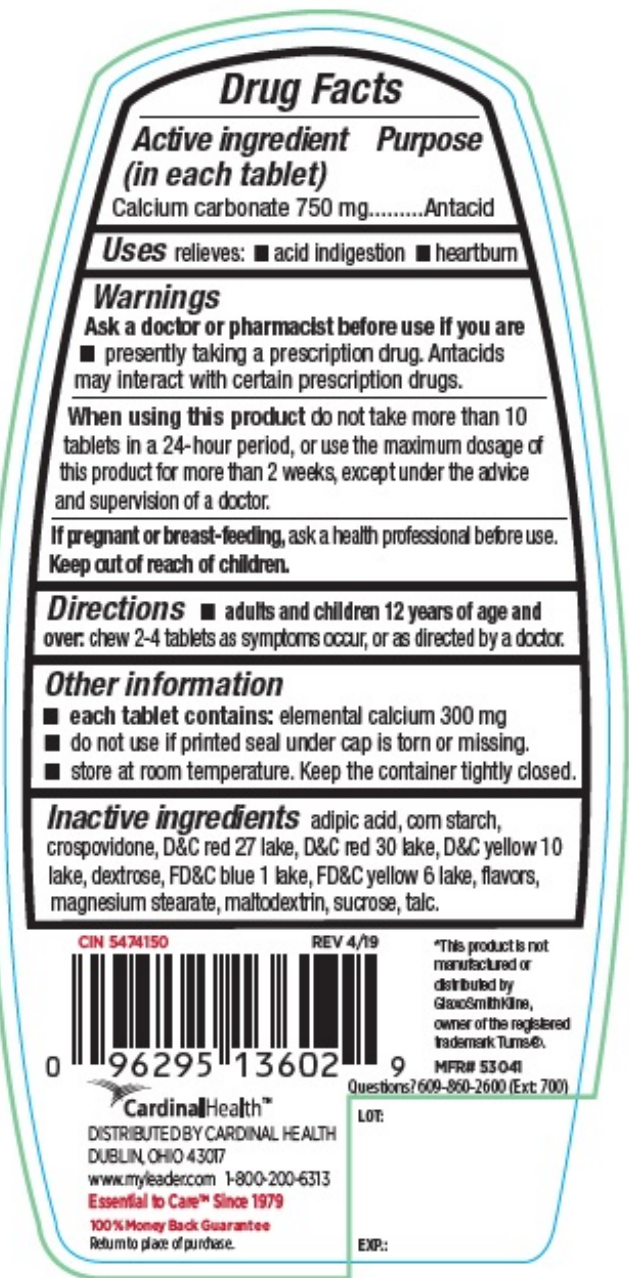 Drug Facts
Active ingredient Purpose
(in each tablet)
Calcium carbonate 750 mg.........Antacid
Uses relieves: ■ acid indigestion ■ heartburn
Warnings
Ask a doctor or pharmacist before use if you are
■ presently taking a prescription drug. Antacids
may interact with certain prescription drugs.
When using this product do not take more than 10
tablets in a 24-hour period, or use the maximum dosage of
this product for more than 2 weeks, except under the advice
and supervision of a doctor.
If pregnant or breast-feeding, ask a health professional before use.
Keep out of reach of children.
Directions ■ adults and children 12 years of age and
over: chew 2-4 tablets as symptoms occur, or as directed by a doctor.
Other information
■ each tablet contains: elemental calcium 300 mg
■ do not use if printed seal under cap is torn or missing.
■ store at room temperature. Keep the container tightly closed.
Inactive ingredients adipic acid, corn starch,
crospovidone, D&C red 27 lake, D&C red 30 lake, D&C yellow 10
lake, dextrose, FD&C blue 1 lake, FD&C yellow 6 lake, flavors,
magnesium stearate, maltodextrin, sucrose, talc.
CIN 5474150 REV 4/19
0 96295 13602 9
*This product is not
manufactured or
distributed by
GlaxoSmithKline,
owner of the registered
trademark Tums®.
MFR# 53041
Questions? 609-860-2600 (Ext: 700)
CardinalHealth™
DISTRIBUTED BY CARDINAL HEALTH
DUBLIN, OHIO 43017
www.myleader.com 1-800-200-6313
Essential to Care™ Since 1979
100% Money Back Guarantee
Return to place of purchase.
LOT:
EXP.: